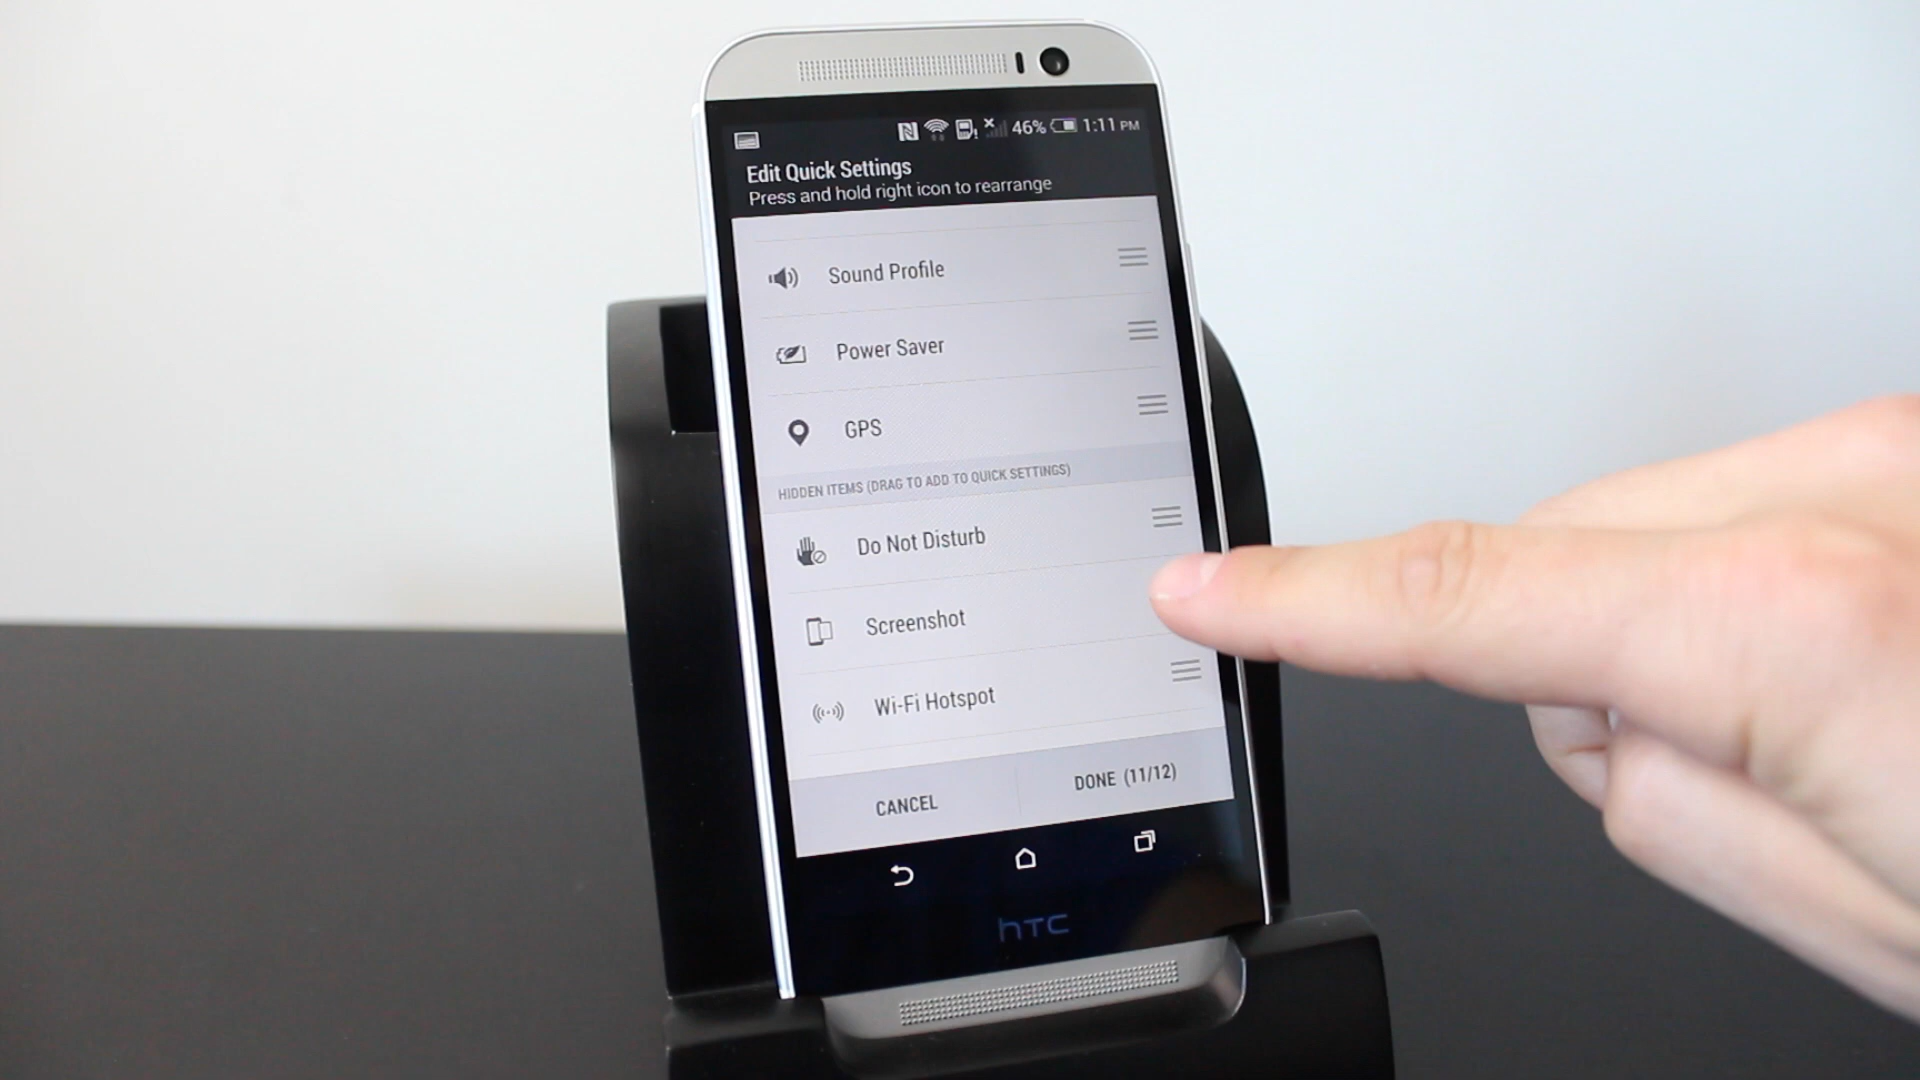 46% 1:11 PM
Edit Quick Settings
Press and hold right icon to rearrange
Sound Profile
Power Saver
GPS
HIDDEN ITEMS (DRAG TO ADD TO QUICK SETTINGS)
Do Not Disturb
Screenshot
Wi-Fi Hotspot
CANCEL
DONE (11/12)
hTC